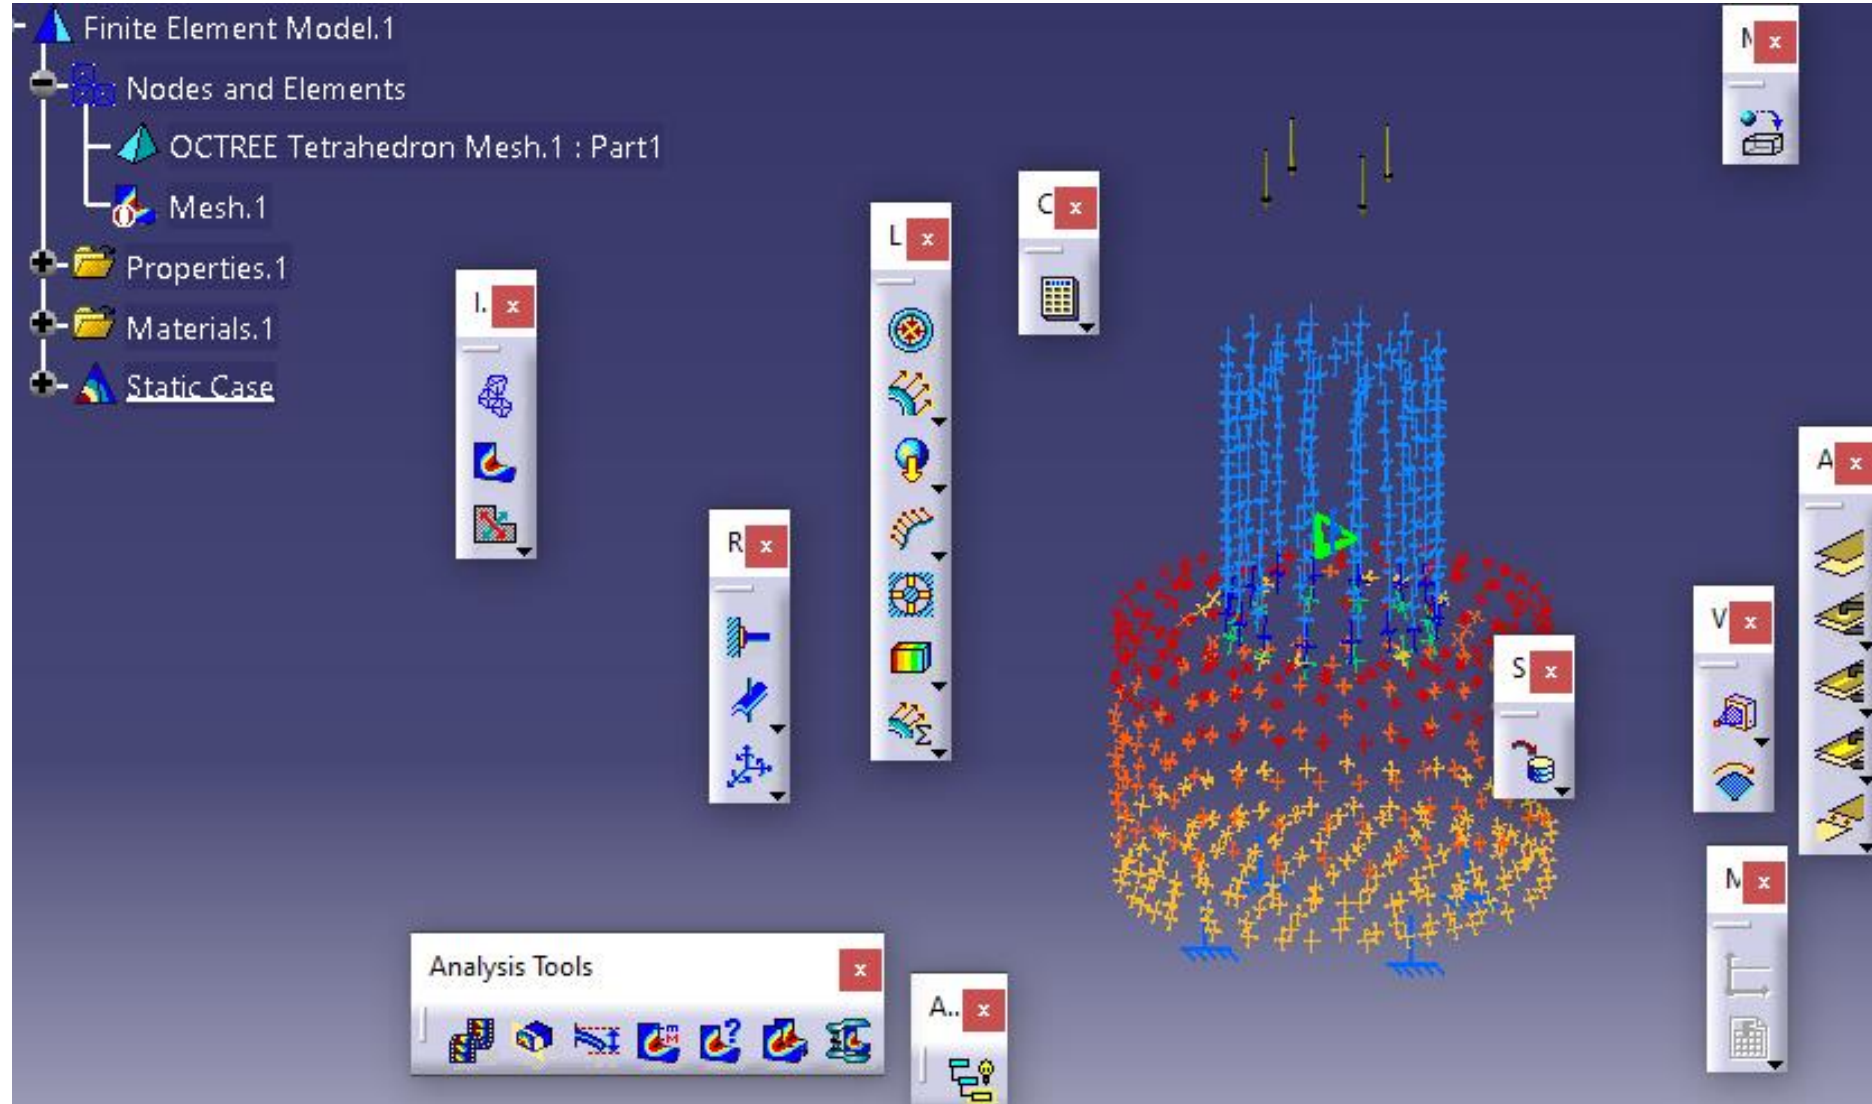 Finite Element Model.1
Nodes and Elements
OCTREE Tetrahedron Mesh.1 : Part1
Mesh.1
Properties.1
Materials.1
Static Case
I.
R
L
C
S
V
A
Analysis Tools
A..